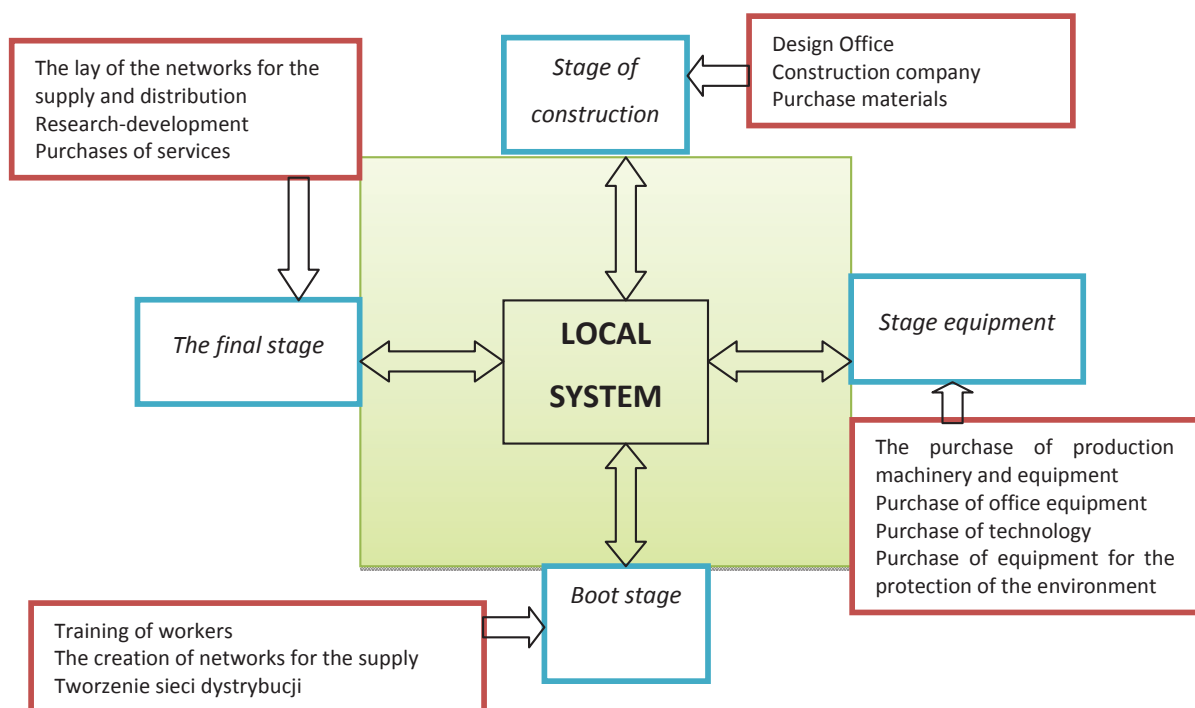 The lay of the networks for the
supply and distribution
Research-development
Purchases of services
Stage of
construction
Design Office
Construction company
Purchase materials
The final stage
LOCAL
SYSTEM
Stage equipment
The purchase of production
machinery and equipment
Purchase of office equipment
Purchase of technology
Purchase of equipment for the
protection of the environment
Boot stage
Training of workers
The creation of networks for the supply
Tworzenie sieci dystrybucji